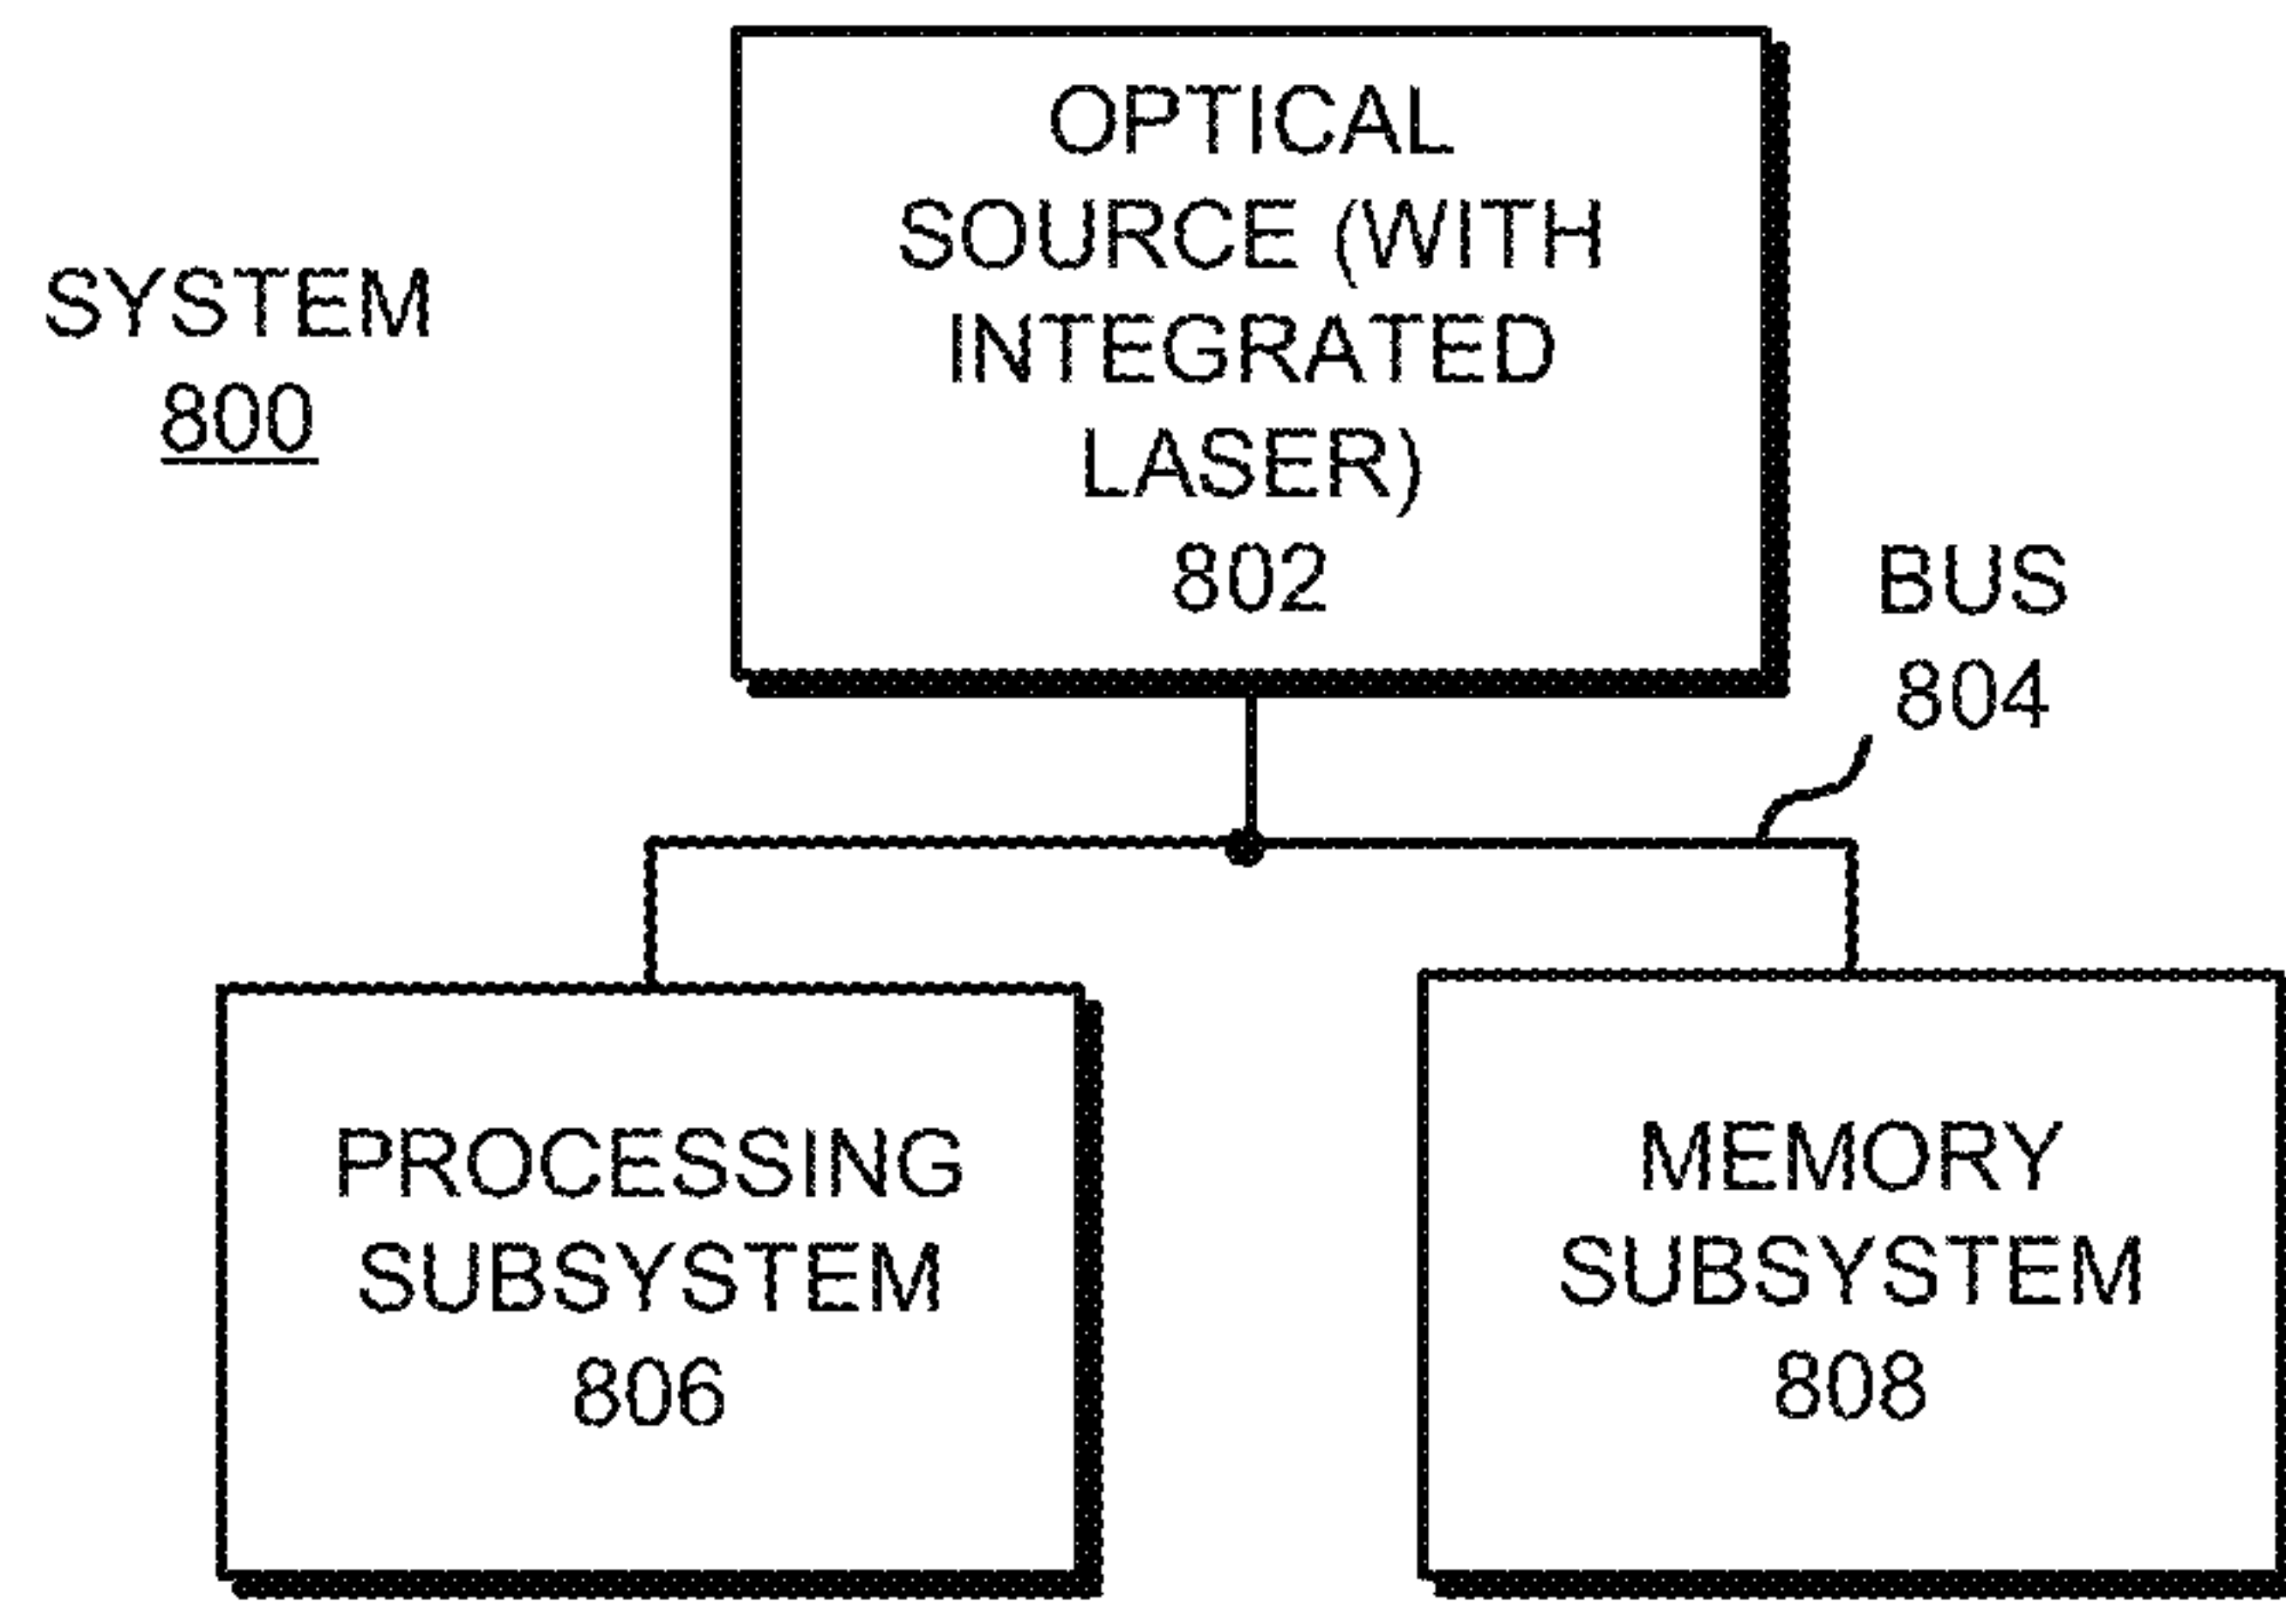 OPTICAL
SOURCE (WITH
INTEGRATED
LASER)
802
SYSTEM
800
BUS
804
PROCESSING
SUBSYSTEM
806
MEMORY
SUBSYSTEM
808